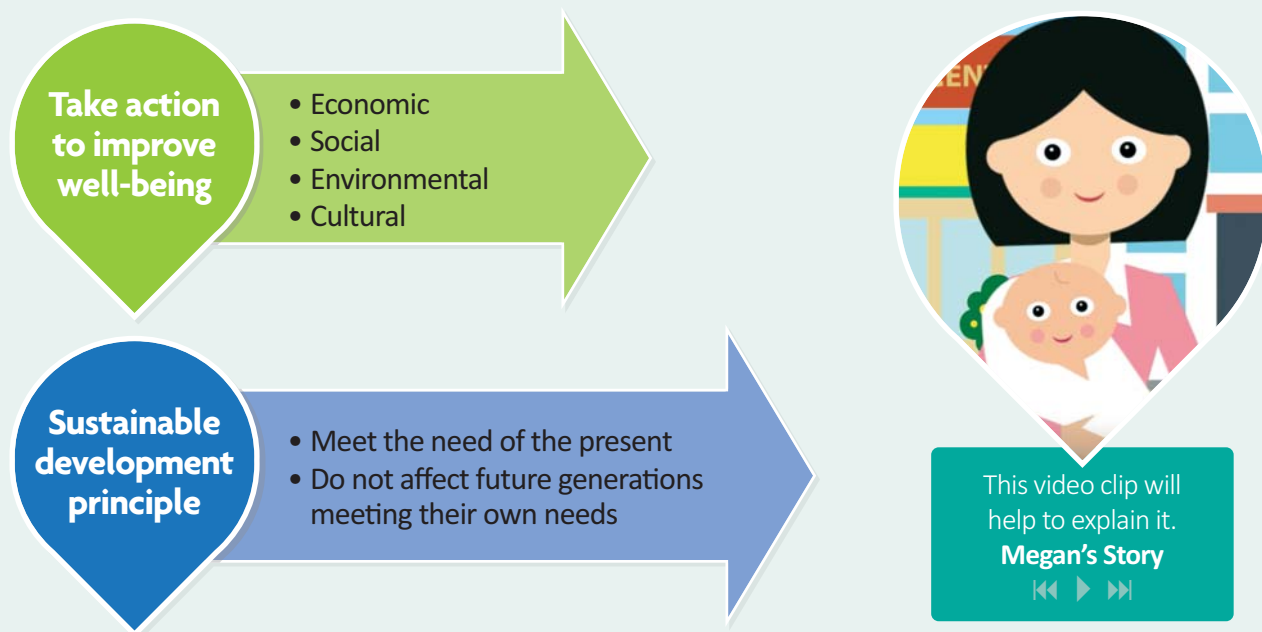 Take action
to improve
well-being
• Economic
• Social
• Environmental
• Cultural
Sustainable
development
principle
• Meet the need of the present
• Do not affect future generations
meeting their own needs
This video clip will
help to explain it.
Megan's Story